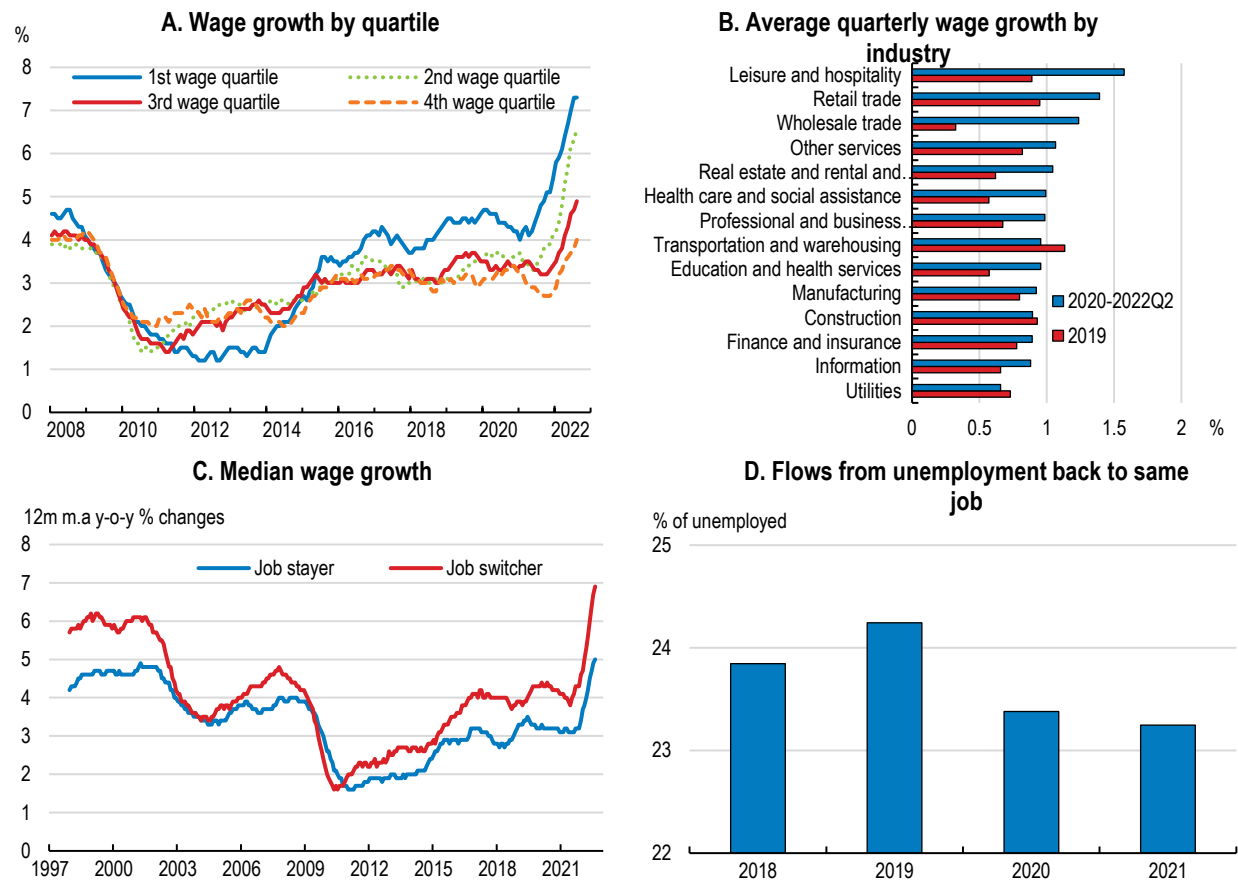 A. Wage growth by quartile
%
1st wage quartile
2nd wage quartile
3rd wage quartile
4th wage quartile
8
7
6
5
4
3
2
1
0
2008 2010 2012 2014 2016 2018 2020 2022
B. Average quarterly wage growth by
industry
Leisure and hospitality
Retail trade
Wholesale trade
Other services
Real estate and rental and.
Health care and social assistance
Professional and business.
Transportation and warehousing
Education and health services
Manufacturing
Construction
Finance and insurance
Information
Utilities
2020-2022Q2
2019
0 0.5 1 1.5 2 %
C. Median wage growth
12m m.a y-o-y % changes
Job stayer
Job switcher
8
7
6
5
4
3
2
1
0
1997 2000 2003 2006 2009 2012 2015 2018 2021
D. Flows from unemployment back to same
job
% of unemployed
25
24
23
22
2018 2019 2020 2021